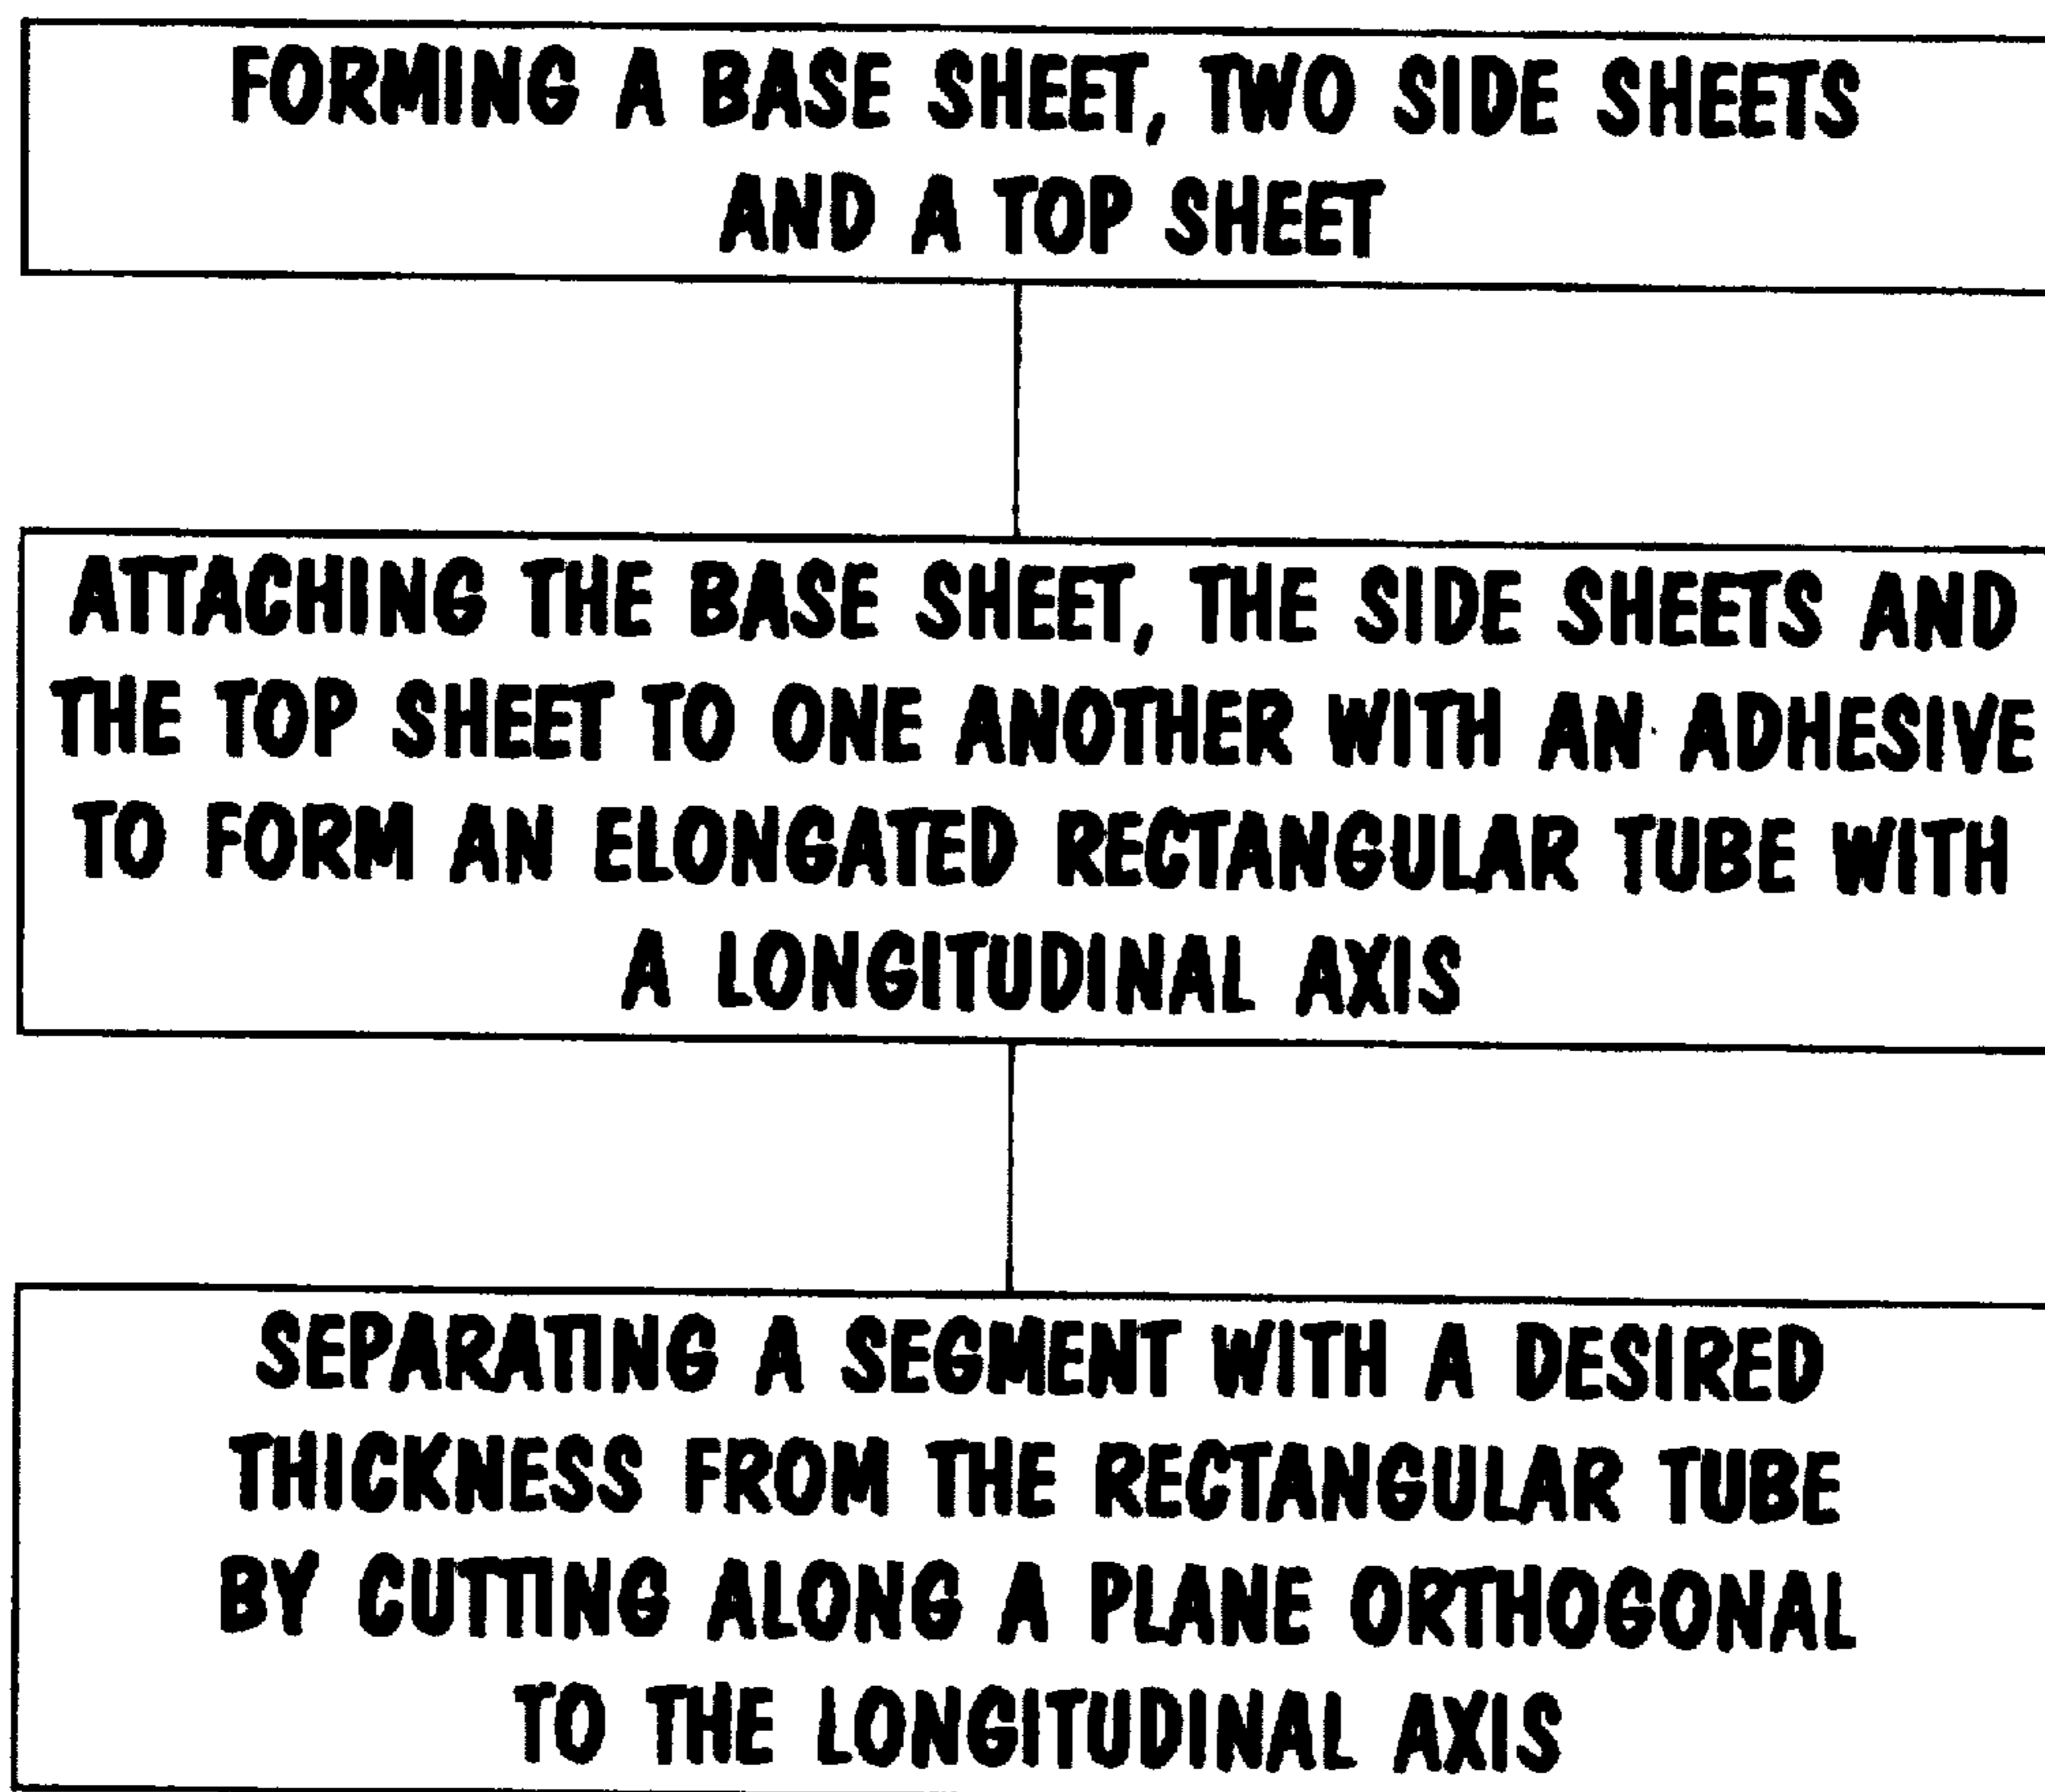 FORMING A BASE SHEET, TWO SIDE SHEETS
AND A TOP SHEET
ATTACHING THE BASE SHEET, THE SIDE SHEETS AND
THE TOP SHEET TO ONE ANOTHER WITH AN ADHESIVE
TO FORM AN ELONGATED RECTANGULAR TUBE WITH
A LONGITUDINAL AXIS
SEPARATING A SEGMENT WITH A DESIRED
THICKNESS FROM THE RECTANGULAR TUBE
BY CUTTING ALONG A PLANE ORTHOGONAL
TO THE LONGITUDINAL AXIS